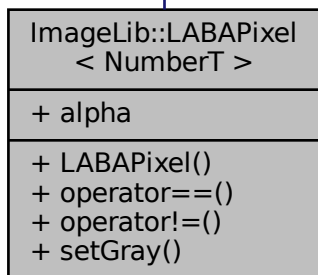 ImageLib::LABAPixel
< NumberT >
+ alpha
+ LABAPixel()
+ operator==()
+ operator!=()
+ setGray()